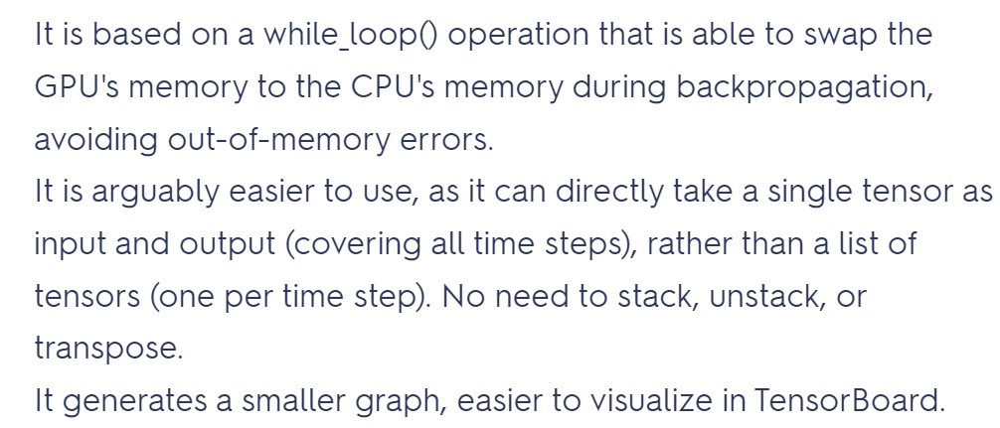 It is based on a while_loop() operation that is able to swap the
GPU's memory to the CPU's memory during backpropagation,
avoiding out-of-memory errors.
It is arguably easier to use, as it can directly take a single tensor as
input and output (covering all time steps), rather than a list of
tensors (one per time step). No need to stack, unstack, or
transpose.
It generates a smaller graph, easier to visualize in TensorBoard.